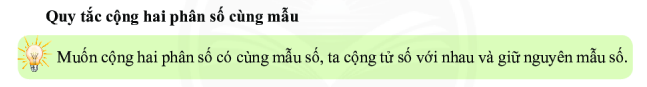 Quy tắc cộng hai phân số cùng mẫu
Muốn cộng hai phân số có cùng mẫu số, ta cộng tử số với nhau và giữ nguyên mẫu số.